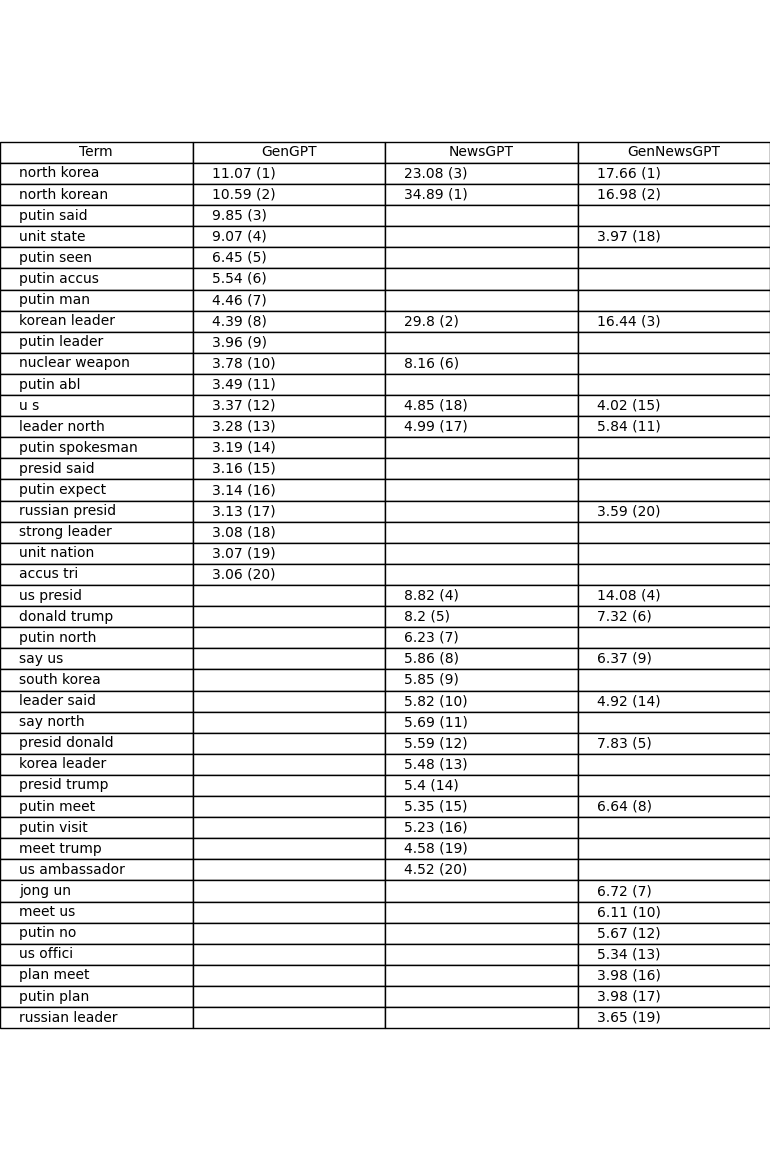 Term GenGPT NewsGPT GenNewsGPT
north korea 11.07 (1) 23.08 (3) 17.66 (1)
north korean 10.59 (2) 34.89 (1) 16.98 (2)
putin said 9.85 (3)
unit state 9.07 (4) 3.97 (18)
putin seen 6.45 (5)
putin accus 5.54 (6)
putin man 4.46 (7)
korean leader 4.39 (8) 29.8 (2) 16.44 (3)
putin leader 3.96 (9)
nuclear weapon 3.78 (10) 8.16 (6)
putin abl 3.49 (11)
u s 3.37 (12) 4.85 (18) 4.02 (15)
leader north 3.28 (13) 4.99 (17) 5.84 (11)
putin spokesman 3.19 (14)
presid said 3.16 (15)
putin expect 3.14 (16)
russian presid 3.13 (17) 3.59 (20)
strong leader 3.08 (18)
unit nation 3.07 (19)
accus tri 3.06 (20)
us presid 8.82 (4) 14.08 (4)
donald trump 8.2 (5) 7.32 (6)
putin north 6.23 (7)
say us 5.86 (8) 6.37 (9)
south korea 5.85 (9)
leader said 5.82 (10) 4.92 (14)
say north 5.69 (11)
presid donald 5.59 (12) 7.83 (5)
korea leader 5.48 (13)
presid trump 5.4 (14)
putin meet 5.35 (15) 6.64 (8)
putin visit 5.23 (16)
meet trump 4.58 (19)
us ambassador 4.52 (20)
jong un 6.72 (7)
meet us 6.11 (10)
putin no 5.67 (12)
us offici 5.34 (13)
plan meet 3.98 (16)
putin plan 3.98 (17)
russian leader 3.65 (19)